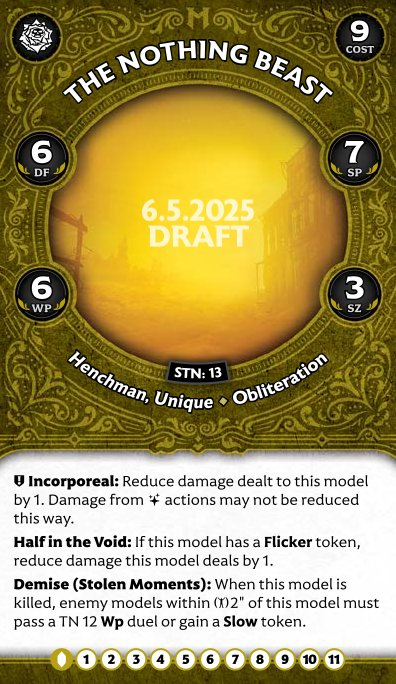 9
COST
THE NOTHING BEAST
6
DF
7
SP
6.5.2025
DRAFT
6
WP
3
SZ
STN: 13
Henchman, Unique ◆ Obliteration
Incorporeal: Reduce damage dealt to this model
by 1. Damage from actions may not be reduced
this way.
Half in the Void: If this model has a Flicker token,
reduce damage this model deals by 1.
Demise (Stolen Moments): When this model is
killed, enemy models within 2" of this model must
pass a TN 12 Wp duel or gain a Slow token.
1 2 3 4 5 6 7 8 9 10 11